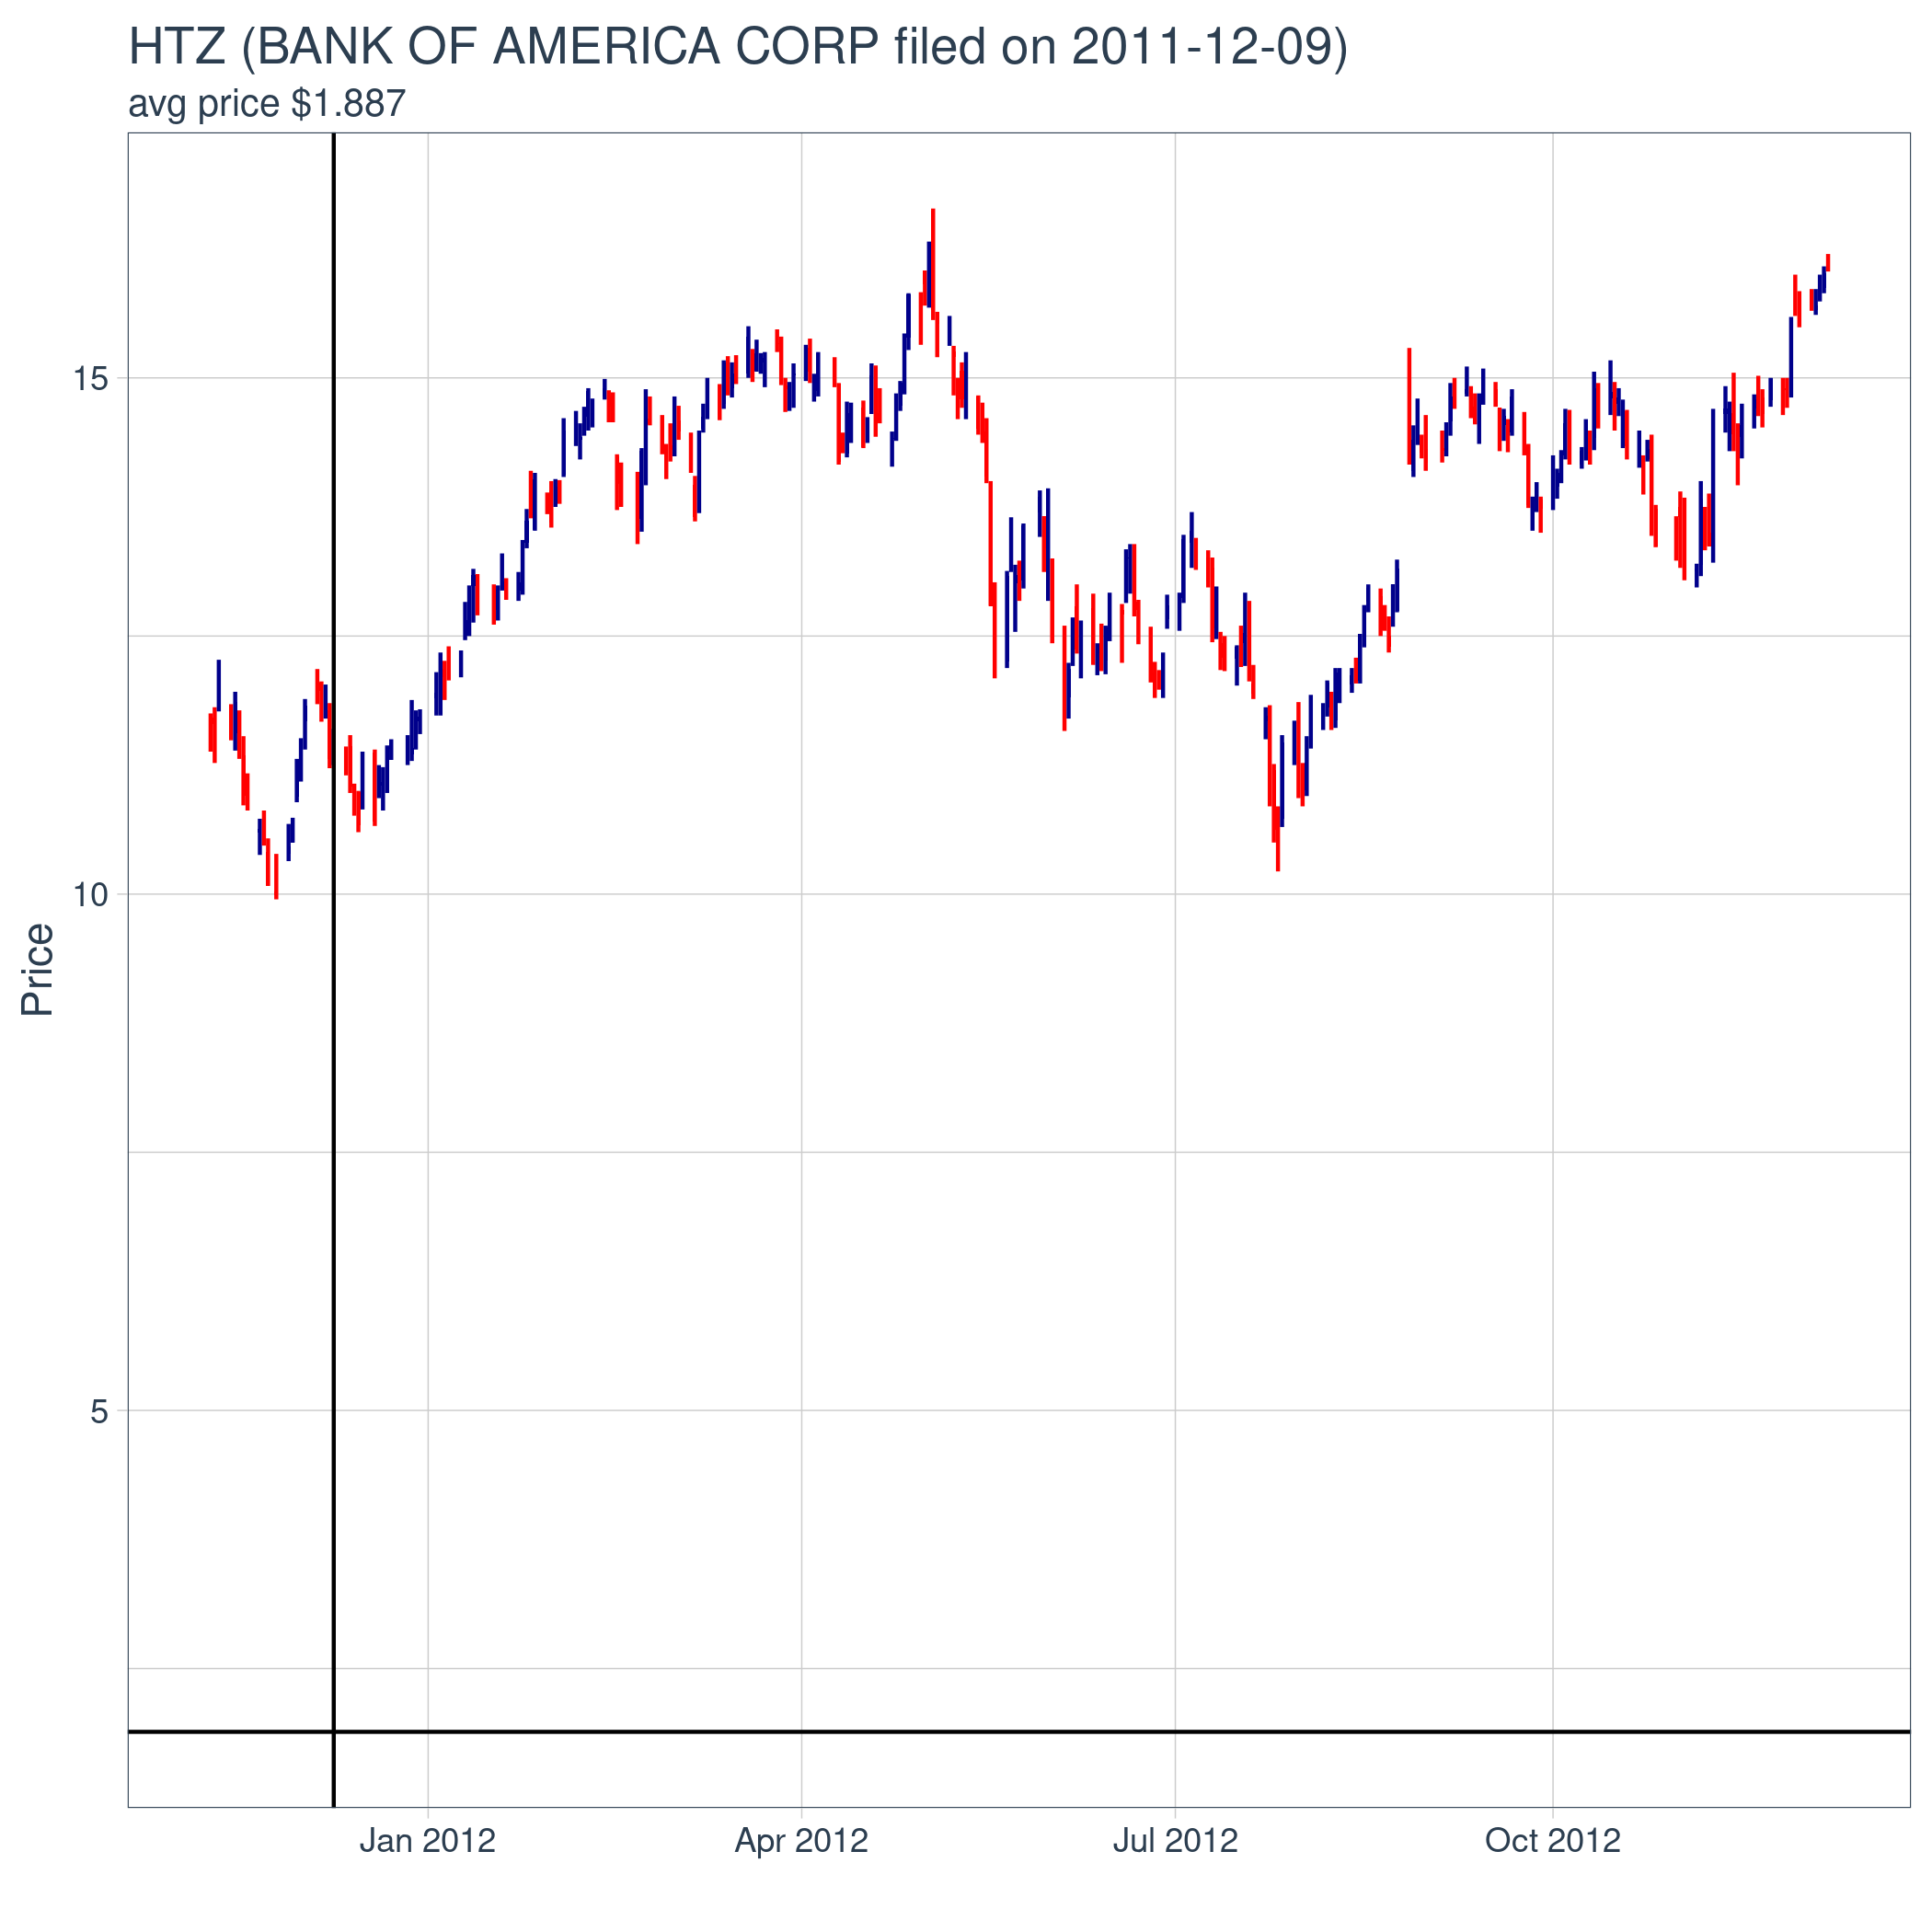 HTZ (BANK OF AMERICA CORP filed on 2011-12-09)
avg price $1.887
15
10
5
Price
Jan 2012
Apr 2012
Jul 2012
Oct 2012